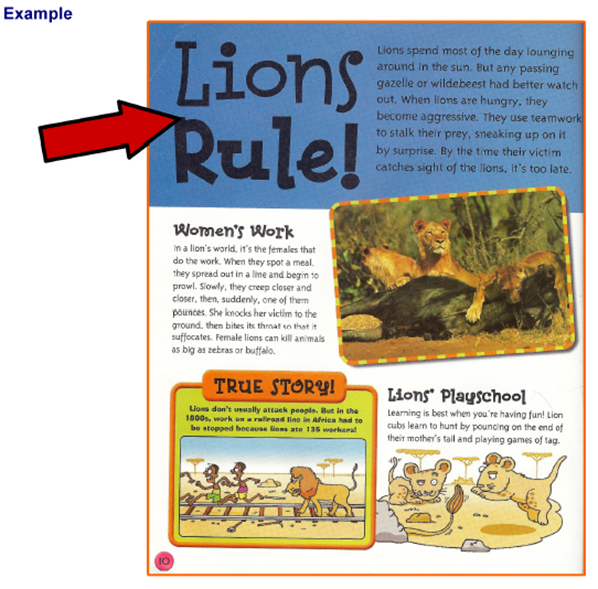 Example
Lions
Rule!
Lions spend most of the day lounging
around in the sun. But any passing
gazelle or wildebeest had better watch
out. When lions are hungry, they
become aggressive. They use teamwork
to stalk their prey, sneaking up on it
by surprise. By the time their victim
catches sight of the lions, it's too late.
Women's Work
In a lion's world, it's the females that
do the work. When they spot a meal,
they spread out in a line and begin to
prowl. Slowly, they creep closer and
closer, then, suddenly, one of them
pounces. She knocks her victim to the
ground, then bites its throat so that it
suffocates. Female lions can kill animals
as big as zebras or buffalo.
TRUE STORY!
Lions don't usually attack people. But in the
1800s, work on a railroad line in Africa had to
be stopped because lions ate 135 workers!
Lions' Playschool
Learning is best when you're having fun! Lion
cubs learn to hunt by pouncing on the end of
their mother's tail and playing games of tag.
10